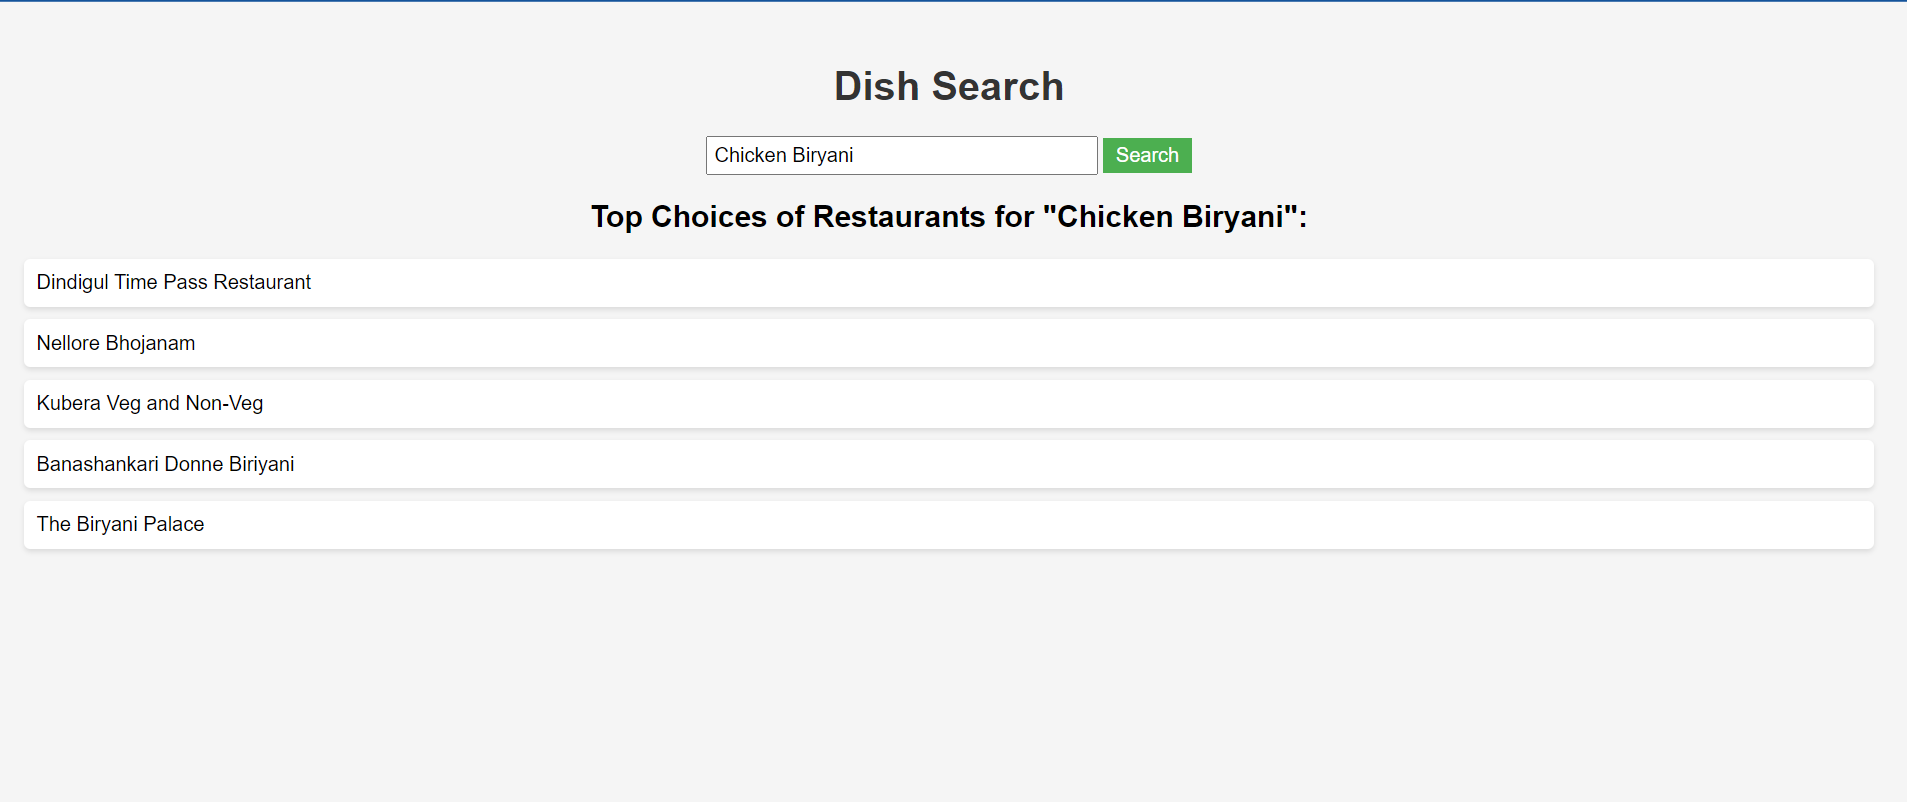 Dish Search
Chicken Biryani Search
Top Choices of Restaurants for "Chicken Biryani":
Dindigul Time Pass Restaurant
Nellore Bhojanam
Kubera Veg and Non-Veg
Banashankari Donne Biriyani
The Biryani Palace